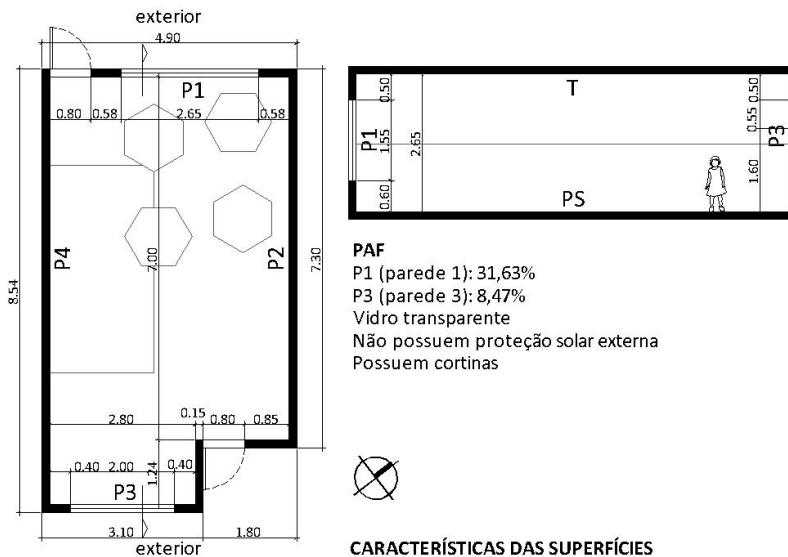 exterior
4.90
P1
0.80 0.58 2.65 0.58
P4
7.00
P2
8.54
7.30
2.80 0.15 0.80 0.85
0.40 2.00 0.40
1.24
P3
3.10 1.80
exterior
T
0.50
P1
1.55
2.65
0.60
0.50
0.55
P3
1.60
PS
PAF
P1 (parede 1): 31,63%
P3 (parede 3): 8,47%
Vidro transparente
Não possuem proteção solar externa
Possuem cortinas
CARACTERÍSTICAS DAS SUPERFÍCIES